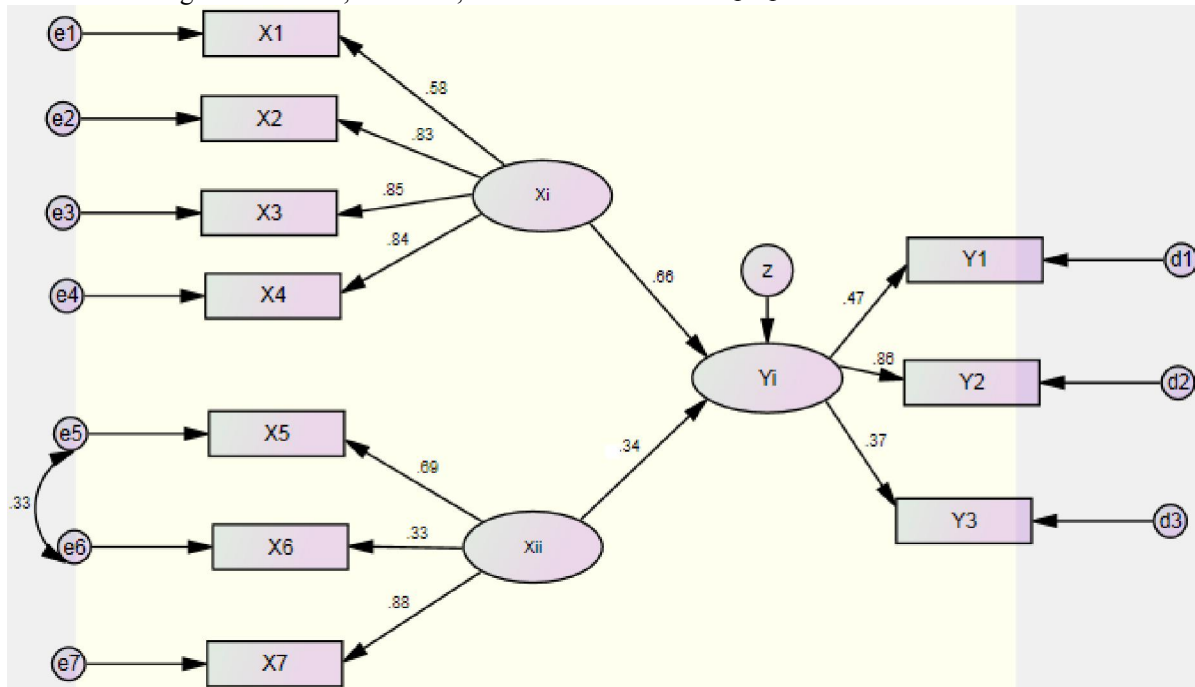 e1
X1
.58
e2
X2
.83
e3
X3
.85
Xi
e4
X4
.84
.66
z
Y1
d1
.47
Yi
.86
Y2
d2
e5
X5
.69
.34
.37
.33
e6
X6
.33
Xii
Y3
d3
.88
e7
X7